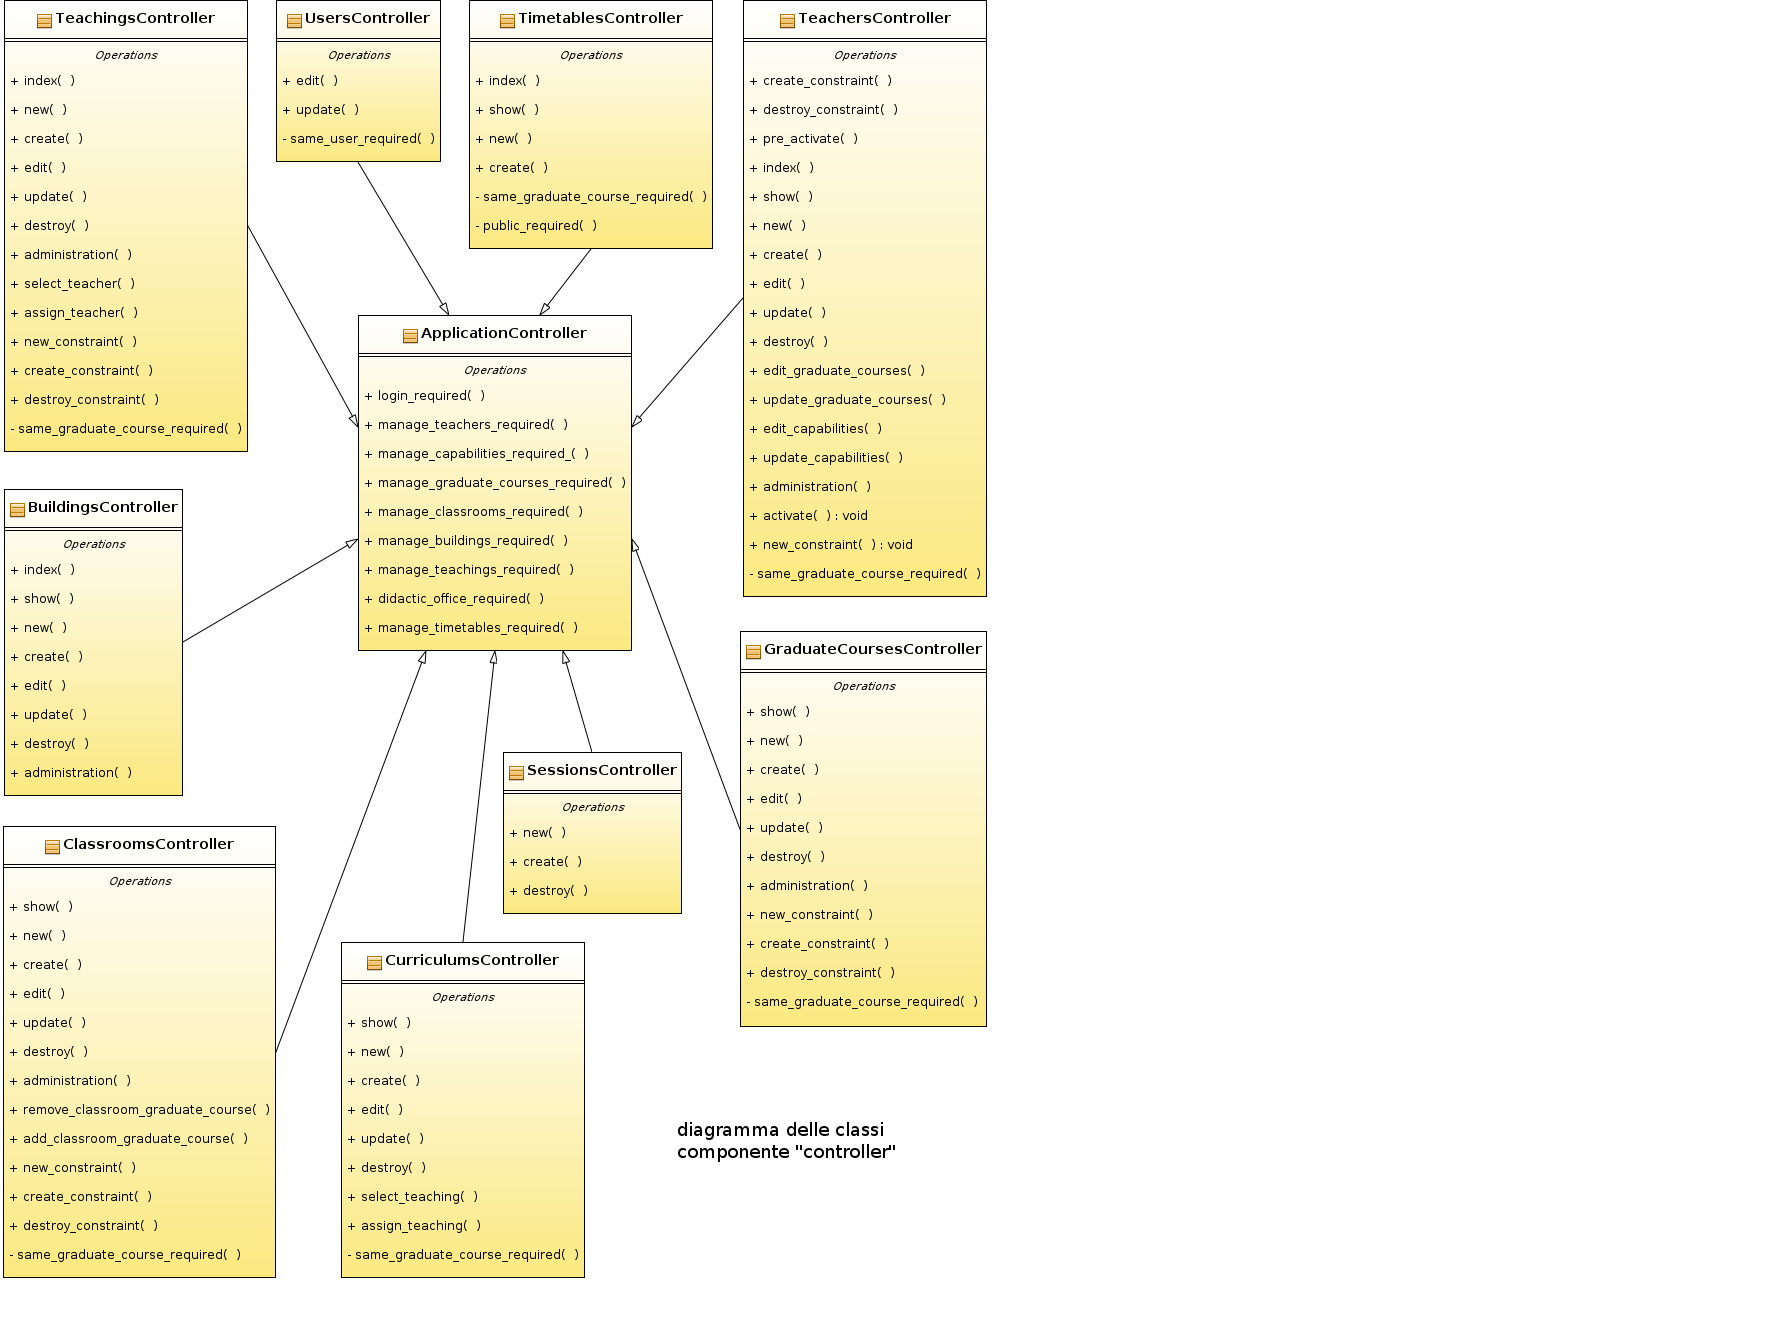 TeachingsController
Operations
+ index(  )
+ new(  )
+ create(  )
+ edit(  )
+ update(  )
+ destroy(  )
+ administration(  )
+ select_teacher(  )
+ assign_teacher(  )
+ new_constraint(  )
+ create_constraint(  )
+ destroy_constraint(  )
- same_graduate_course_required(  )
UsersController
Operations
+ edit(  )
+ update(  )
- same_user_required(  )
TimetablesController
Operations
+ index(  )
+ show(  )
+ new(  )
+ create(  )
- same_graduate_course_required(  )
- public_required(  )
TeachersController
Operations
+ create_constraint(  )
+ destroy_constraint(  )
+ pre_activate(  )
+ index(  )
+ show(  )
+ new(  )
+ create(  )
+ edit(  )
+ update(  )
+ destroy(  )
+ edit_graduate_courses(  )
+ update_graduate_courses(  )
+ edit_capabilities(  )
+ update_capabilities(  )
+ administration(  )
+ activate(  ) : void
+ new_constraint(  ) : void
- same_graduate_course_required(  )
ApplicationController
Operations
+ login_required(  )
+ manage_teachers_required(  )
+ manage_capabilities_required_(  )
+ manage_graduate_courses_required(  )
+ manage_classrooms_required(  )
+ manage_buildings_required(  )
+ manage_teachings_required(  )
+ didactic_office_required(  )
+ manage_timetables_required(  )
BuildingsController
Operations
+ index(  )
+ show(  )
+ new(  )
+ create(  )
+ edit(  )
+ update(  )
+ destroy(  )
+ administration(  )
GraduateCoursesController
Operations
+ show(  )
+ new(  )
+ create(  )
+ edit(  )
+ update(  )
+ destroy(  )
+ administration(  )
+ new_constraint(  )
+ create_constraint(  )
+ destroy_constraint(  )
- same_graduate_course_required(  )
SessionsController
Operations
+ new(  )
+ create(  )
+ destroy(  )
ClassroomsController
Operations
+ show(  )
+ new(  )
+ create(  )
+ edit(  )
+ update(  )
+ destroy(  )
+ administration(  )
+ remove_classroom_graduate_course(  )
+ add_classroom_graduate_course(  )
+ new_constraint(  )
+ create_constraint(  )
+ destroy_constraint(  )
- same_graduate_course_required(  )
CurriculumsController
Operations
+ show(  )
+ new(  )
+ create(  )
+ edit(  )
+ update(  )
+ destroy(  )
+ select_teaching(  )
+ assign_teaching(  )
- same_graduate_course_required(  )
diagramma delle classi
componente "controller"